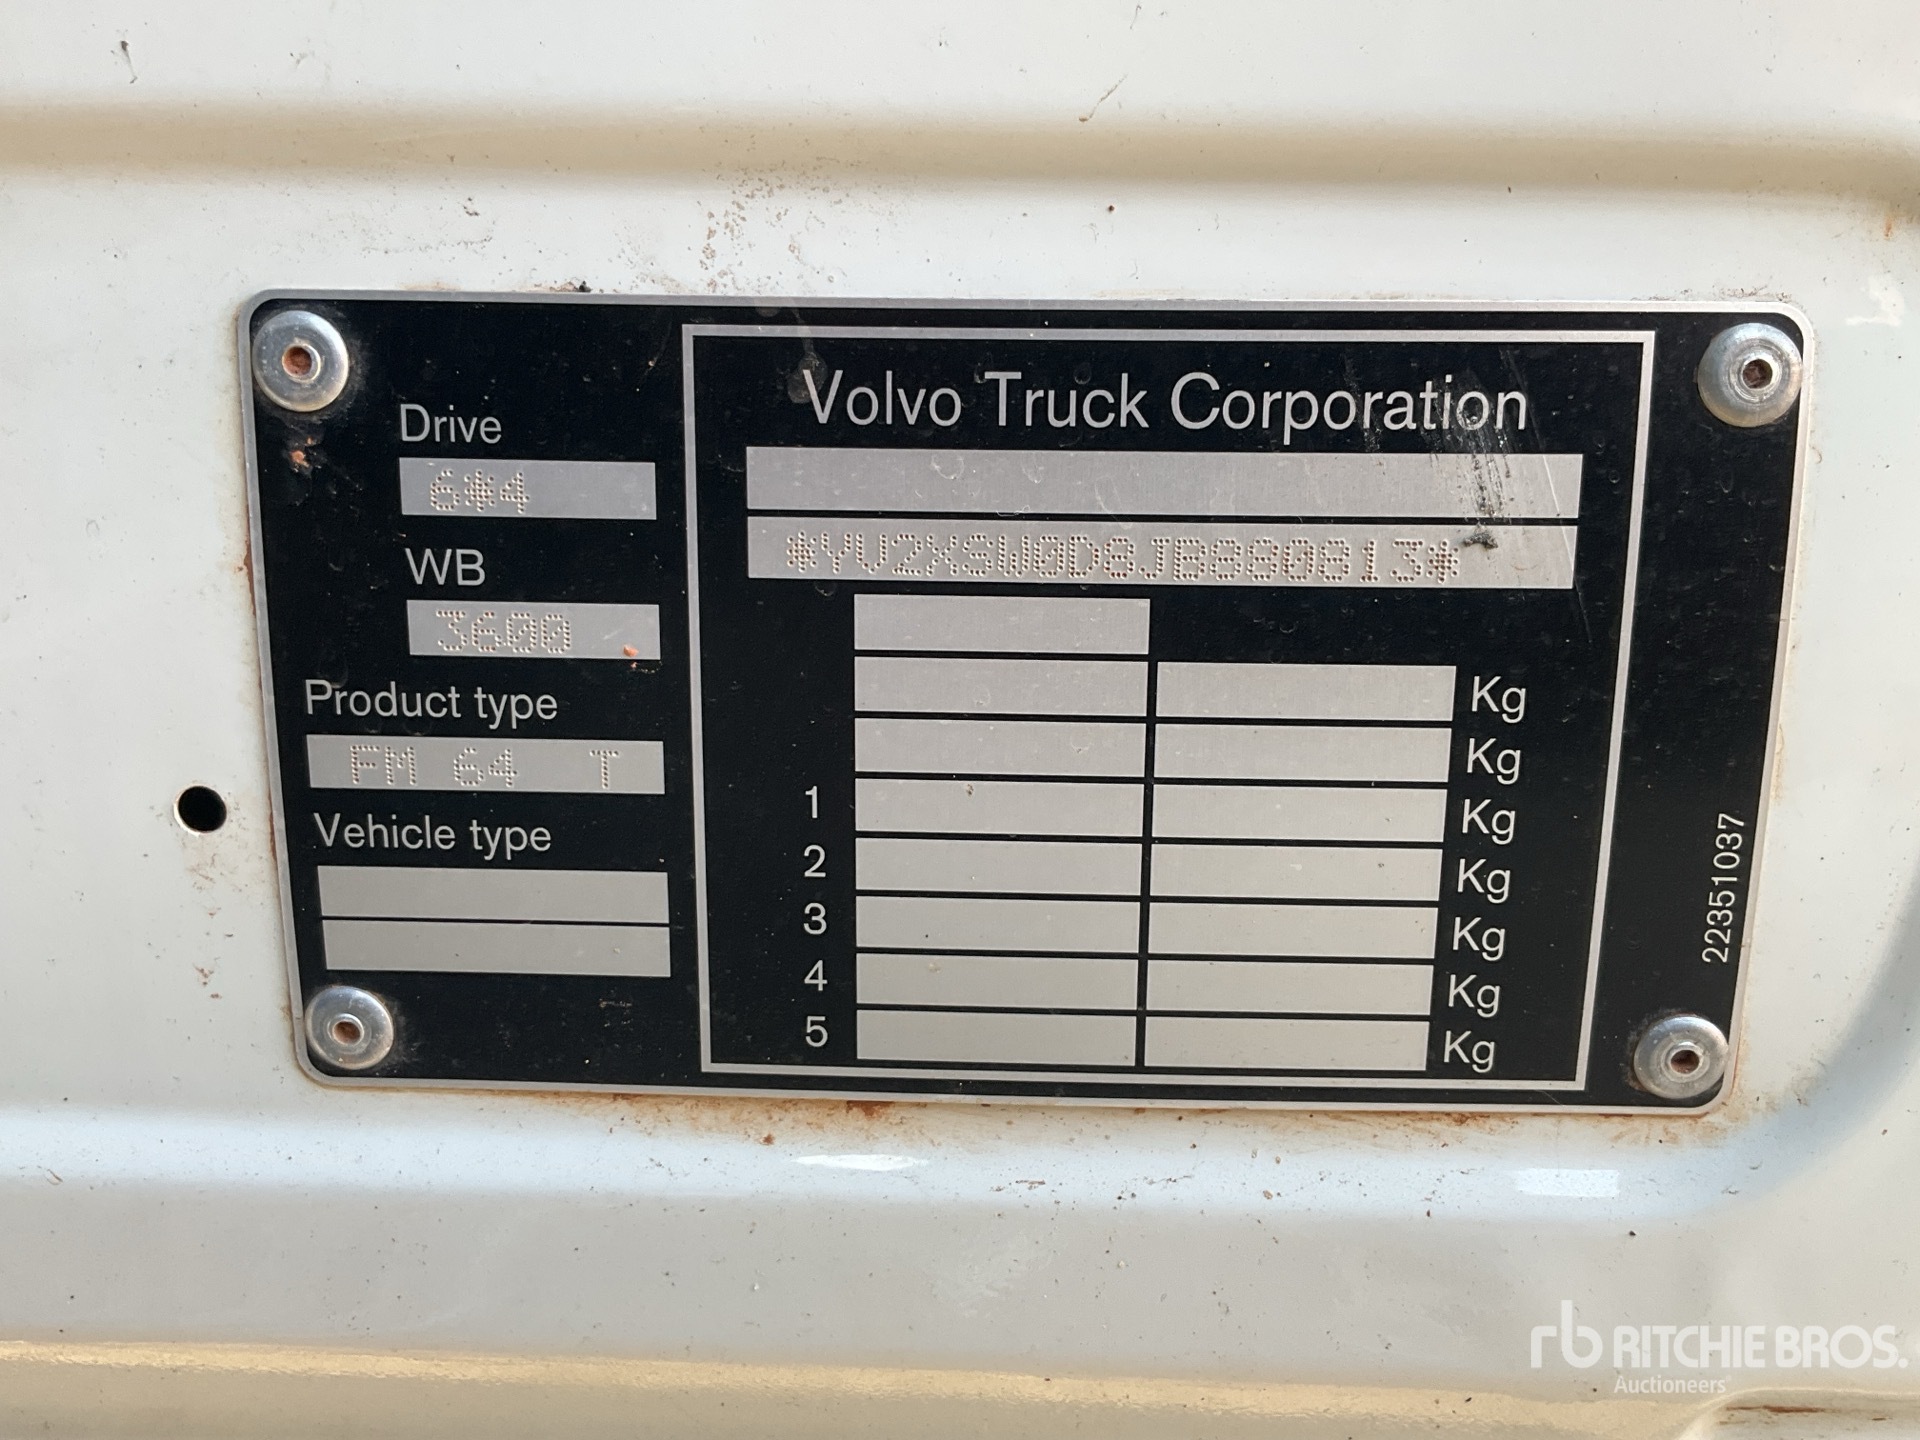 Drive
6*4
WB
3600
Product type
FM 64 T
Vehicle type
Volvo Truck Corporation
*YV2XSW0D8JB880813*
Kg
Kg
1 Kg
2 Kg
3 Kg
4 Kg
5 Kg
22351037
rb RITCHIE BROS.
Auctioneers